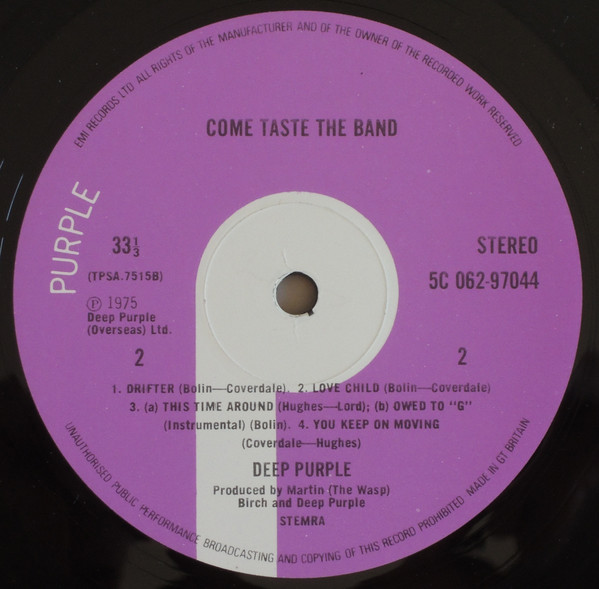 EMI RECORDS LTD ALL RIGHTS OF THE MANUFACTURER AND OF THE OWNER OF THE RECORDED WORK RESERVED
COME TASTE THE BAND
PURPLE
33⅓
STEREO
(TPSA.7515B)
5C 062-97044
℗ 1975
Deep Purple
(Overseas) Ltd.
2
2
1. DRIFTER (Bolin—Coverdale). 2. LOVE CHILD (Bolin—Coverdale)
3. (a) THIS TIME AROUND (Hughes—Lord); (b) OWED TO "G"
(Instrumental) (Bolin). 4. YOU KEEP ON MOVING
(Coverdale—Hughes)
DEEP PURPLE
Produced by Martin (The Wasp)
Birch and Deep Purple
STEMRA
UNAUTHORISED PUBLIC PERFORMANCE BROADCASTING AND COPYING OF THIS RECORD PROHIBITED MADE IN GT BRITAIN